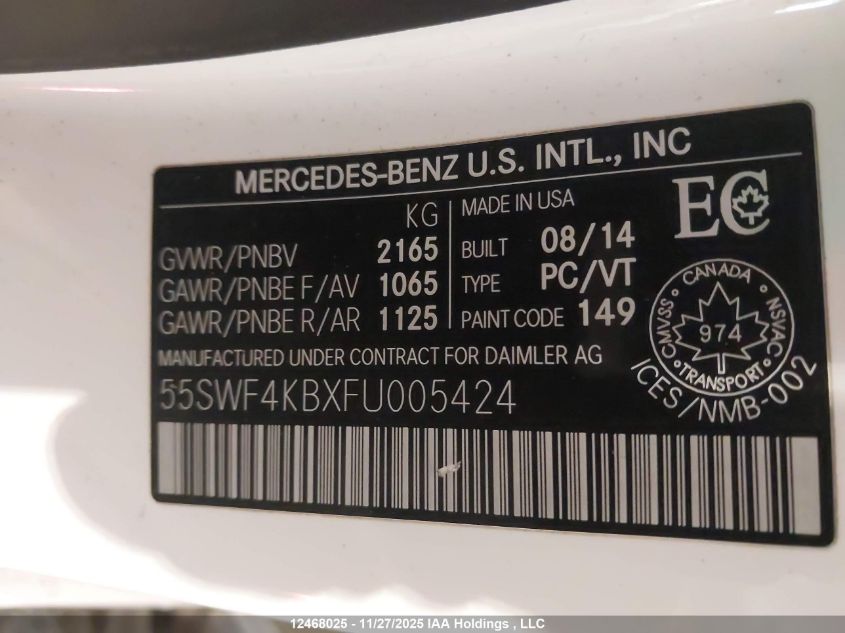 MERCEDES-BENZ U.S. INTL., INC
KG
GVWR/PNBV 2165
GAWR/PNBE F/AV 1065
GAWR/PNBE R/AR 1125
MADE IN USA
BUILT 08/14
TYPE PC/VT
PAINT CODE 149
EC
CANADA
CMVSS 974 NSVAC
TRANSPORT
ICES/NMB-002
MANUFACTURED UNDER CONTRACT FOR DAIMLER AG
55SWF4KBXFU005424
12468025 - 11/27/2025 IAA Holdings , LLC